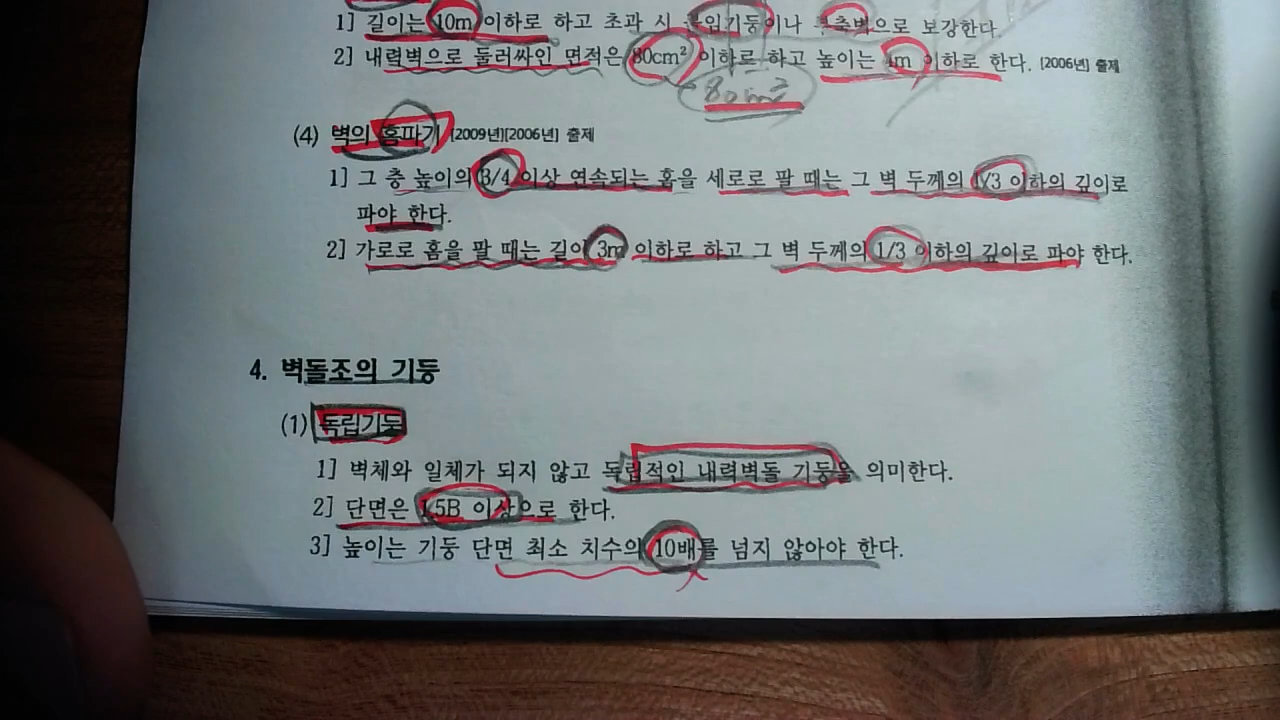 1] 길이는 10m 이하로 하고 초과 시 붙임기둥이나 부축벽으로 보강한다.
2] 내력벽으로 둘러싸인 면적은 80cm² 이하로 하고 높이는 4m 이하로 한다. [2006년] 출제
80m²
(4) 벽의 홈파기 [2009년][2006년] 출제
1] 그 층 높이의 3/4 이상 연속되는 홈을 세로로 팔 때는 그 벽 두께의 1/3 이하의 깊이로
파야 한다.
2] 가로로 홈을 팔 때는 길이 3m 이하로 하고 그 벽 두께의 1/3 이하의 깊이로 파야 한다.
4. 벽돌조의 기둥
(1) 독립기둥
1] 벽체와 일체가 되지 않고 독립적인 내력벽돌 기둥을 의미한다.
2] 단면은 1.5B 이상으로 한다.
3] 높이는 기둥 단면 최소 치수의 10배를 넘지 않아야 한다.